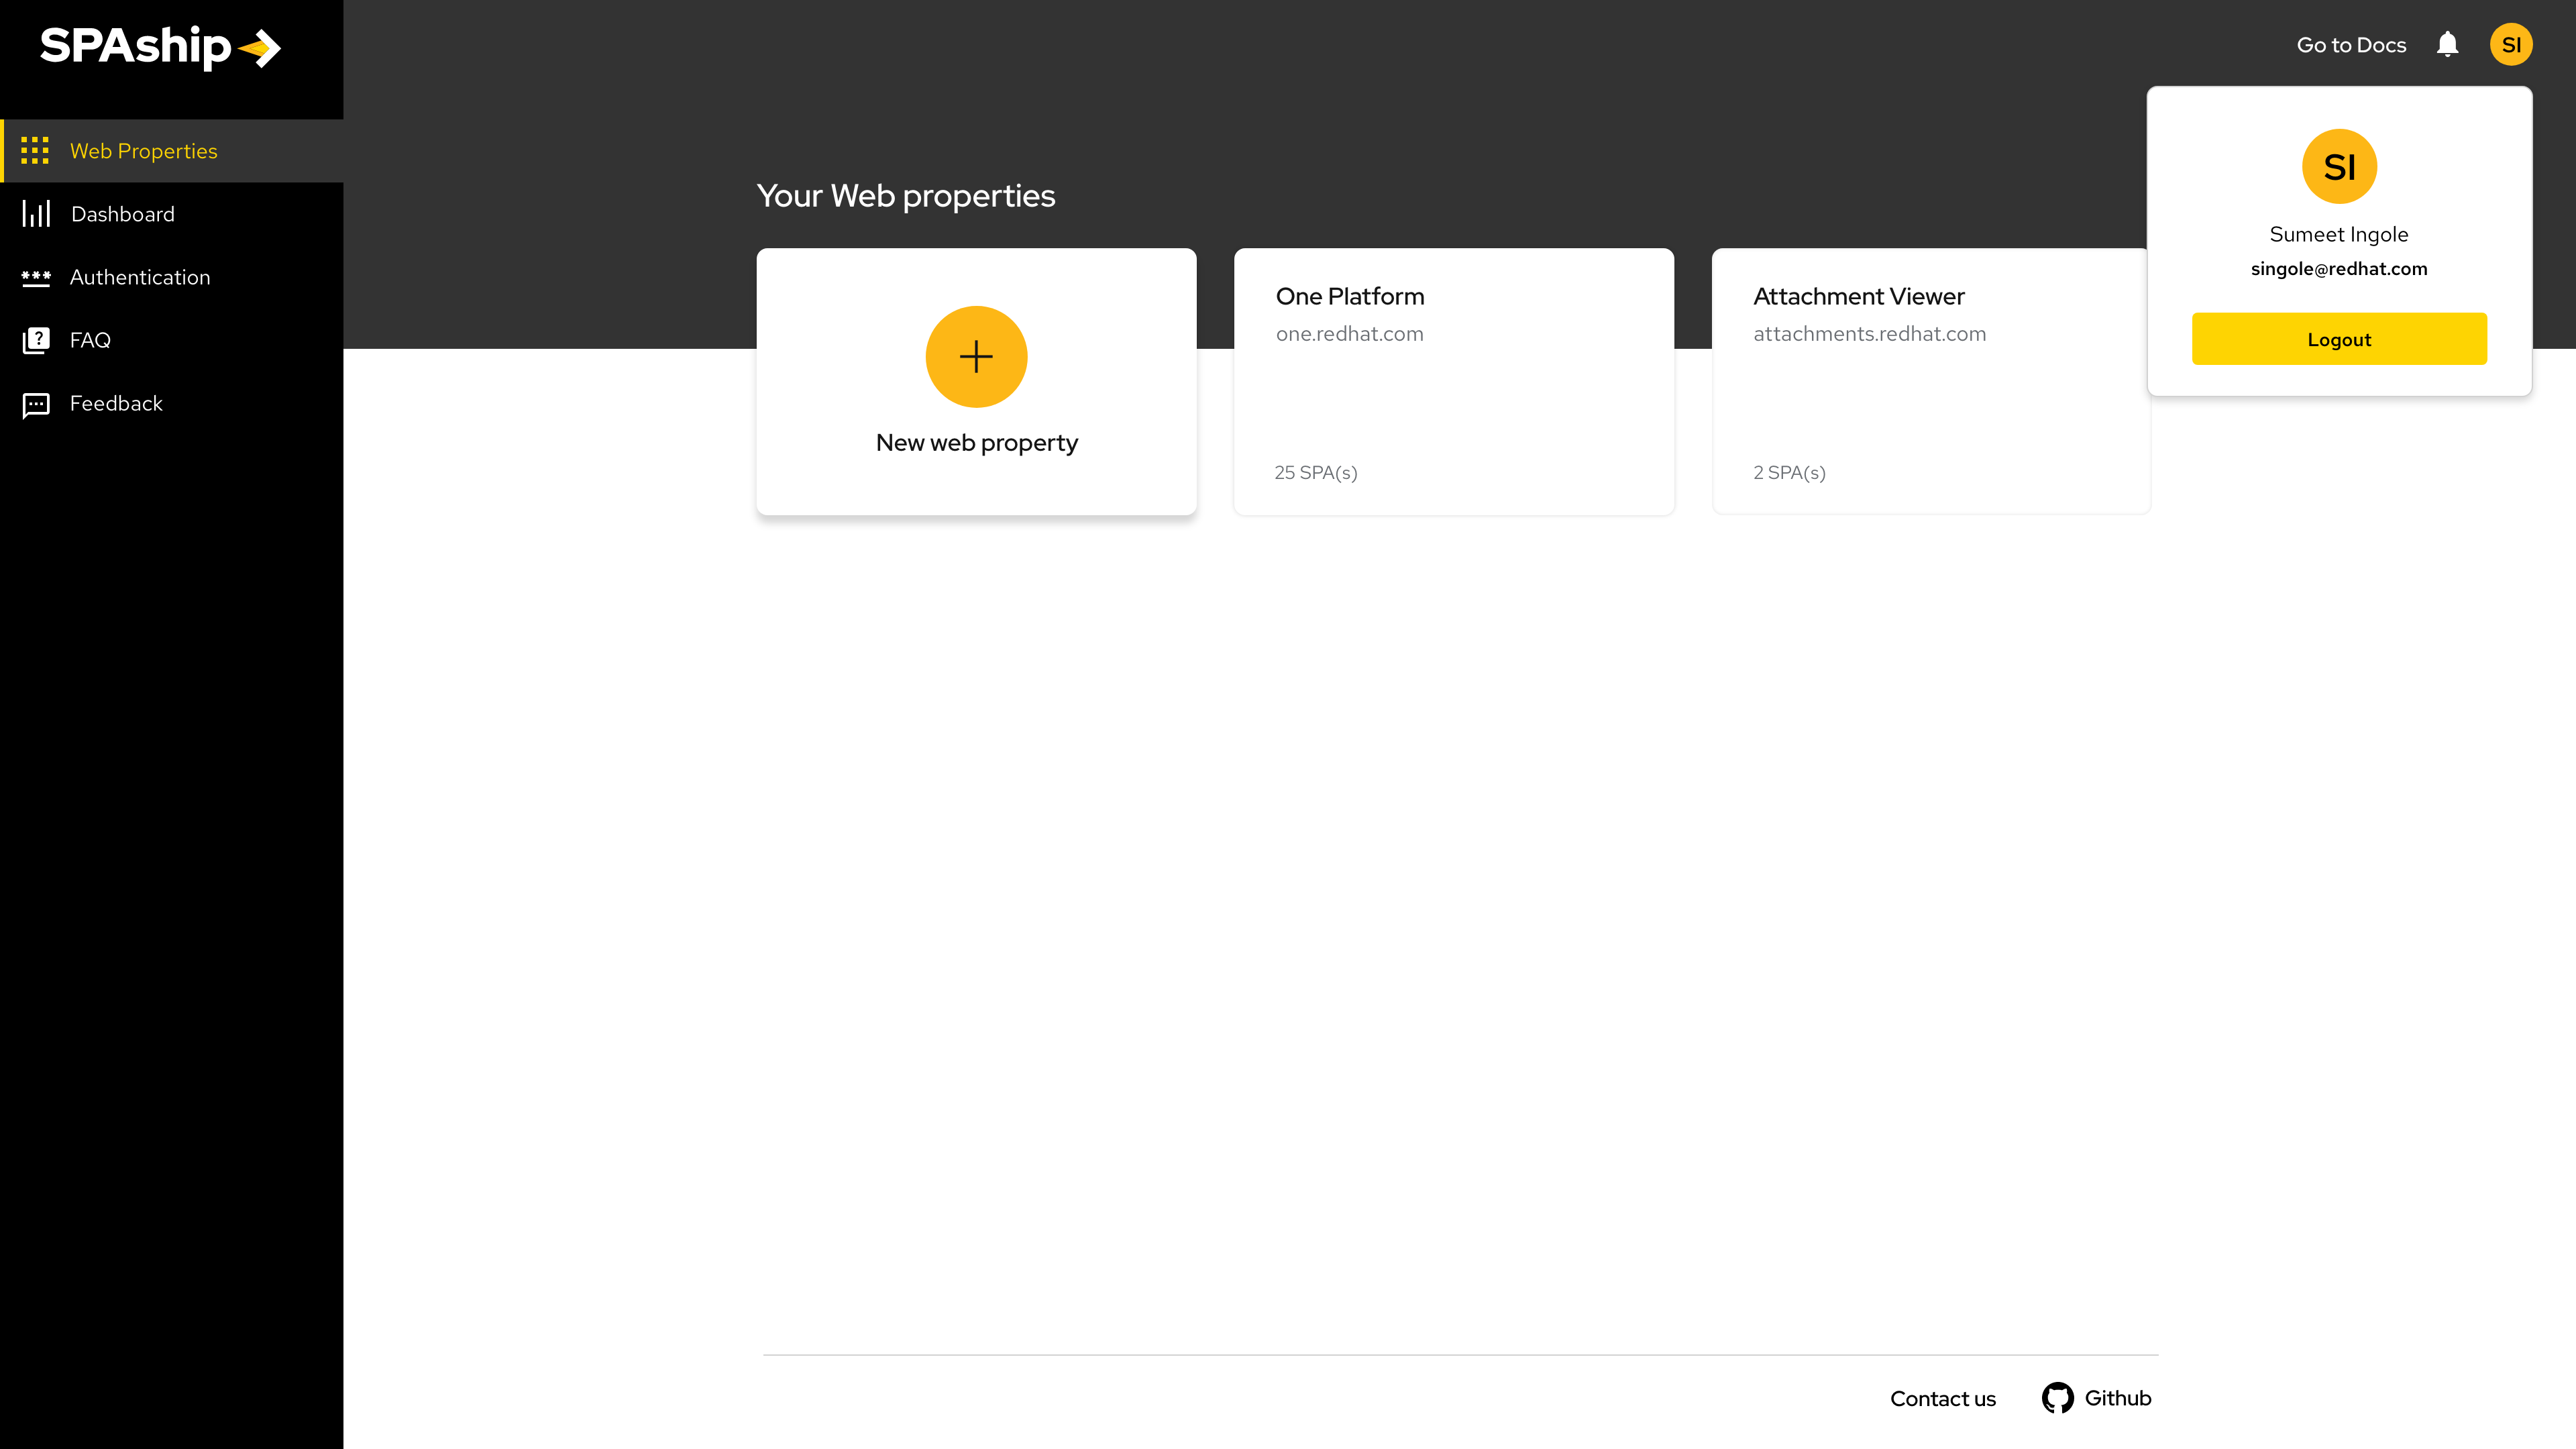 SPAship
Go to Docs
SI
Web Properties
Dashboard
Authentication
FAQ
Feedback
Your Web properties
New web property
One Platform
one.redhat.com
25 SPA(s)
Attachment Viewer
attachments.redhat.com
2 SPA(s)
SI
Sumeet Ingole
singole@redhat.com
Logout
Contact us
Github